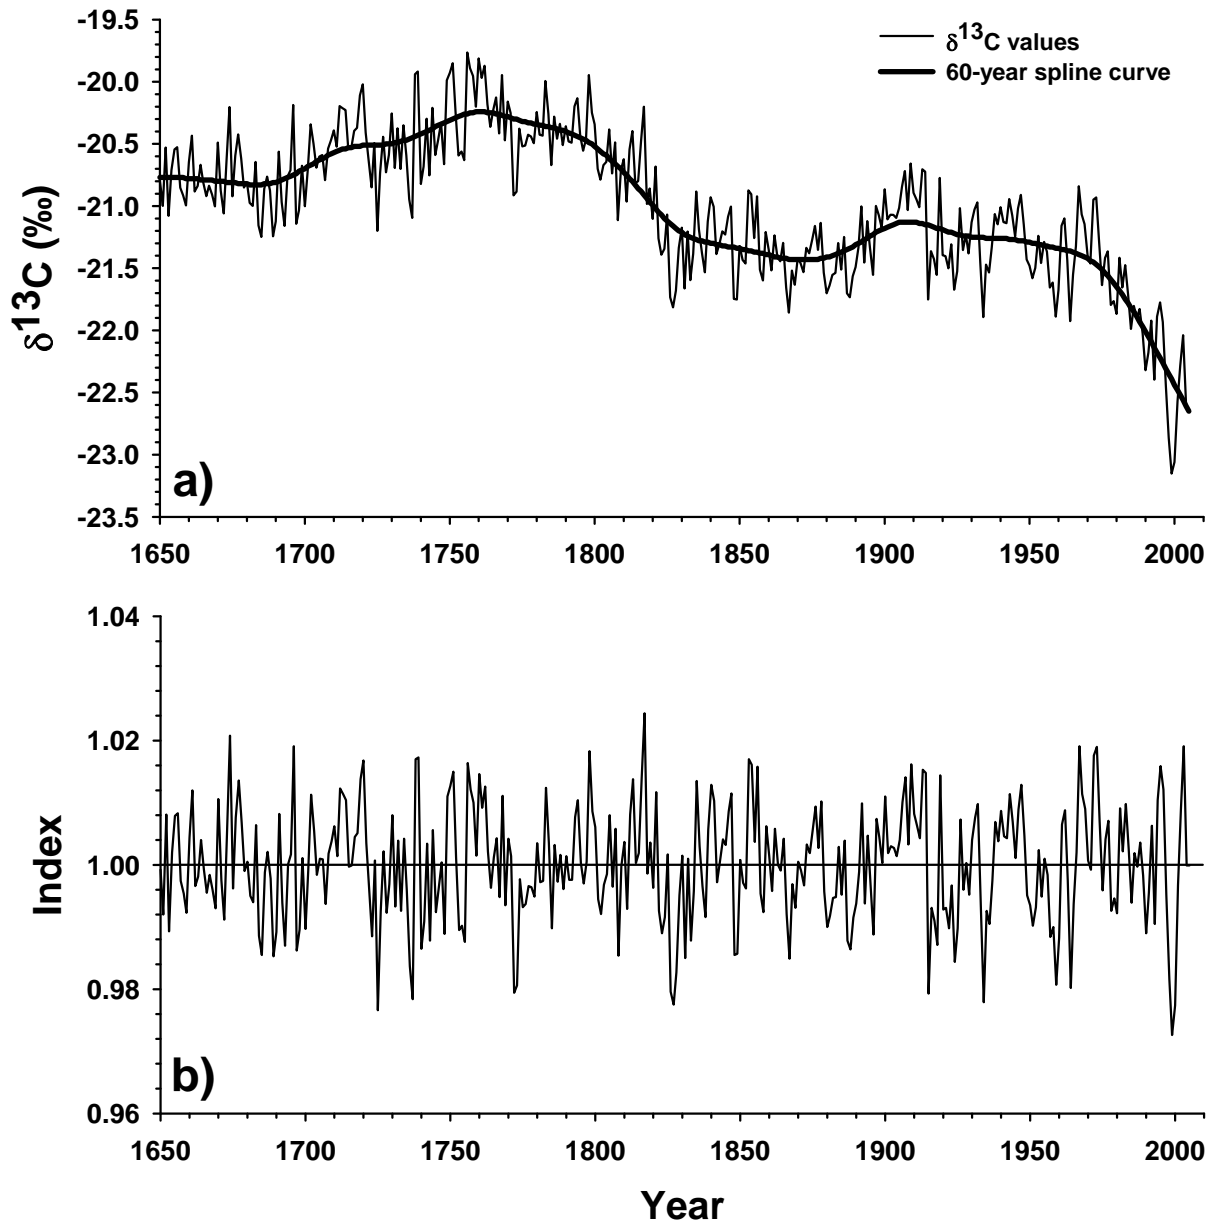 -19.5
-20.0
-20.5
-21.0
-21.5
-22.0
-22.5
-23.0
-23.5
δ13C (‰)
δ13C values
60-year spline curve
a)
1650 1700 1750 1800 1850 1900 1950 2000
1.04
1.02
1.00
0.98
0.96
Index
b)
1650 1700 1750 1800 1850 1900 1950 2000
Year